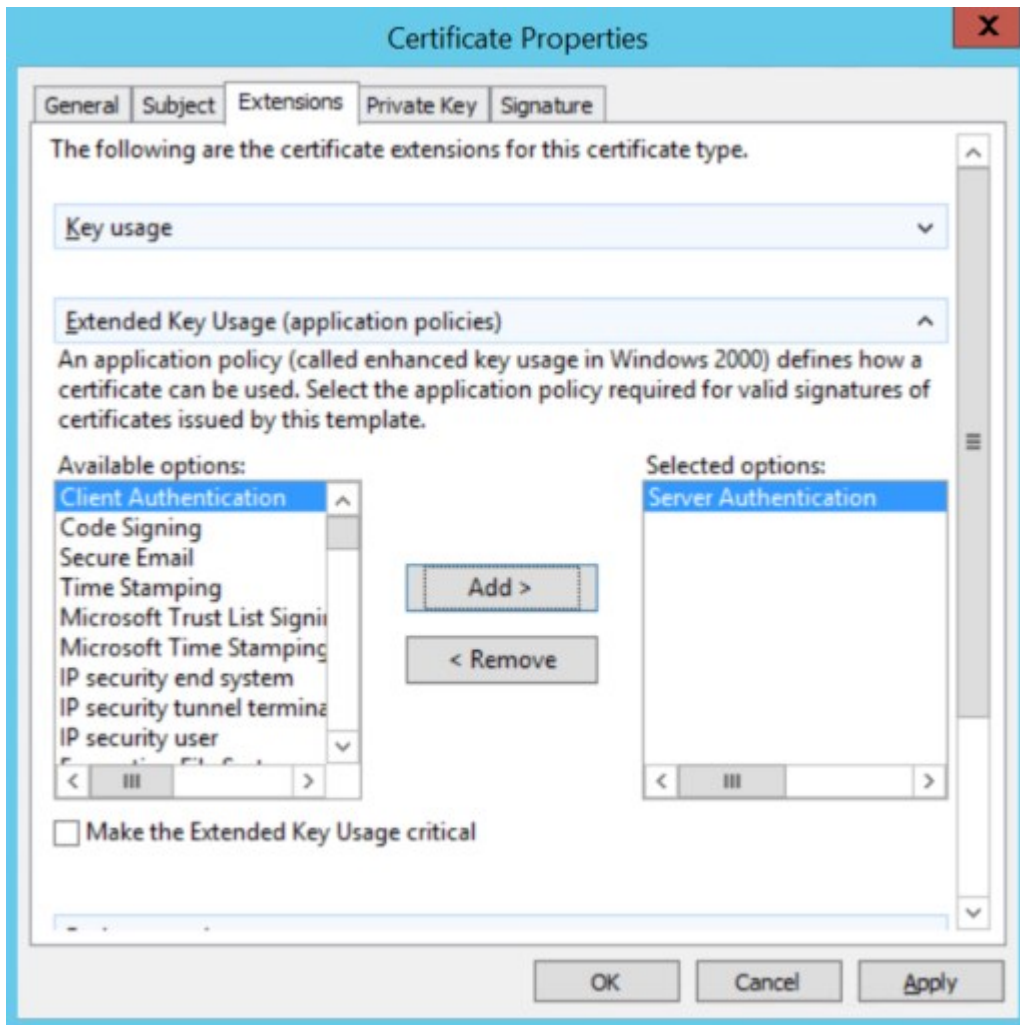 Certificate Properties
X
General Subject Extensions Private Key Signature
The following are the certificate extensions for this certificate type.
Key usage
Extended Key Usage (application policies)
An application policy (called enhanced key usage in Windows 2000) defines how a
certificate can be used. Select the application policy required for valid signatures of
certificates issued by this template.
Available options:
Selected options:
Client Authentication
Code Signing
Secure Email
Time Stamping
Microsoft Trust List Signi
Microsoft Time Stamping
IP security end system
IP security tunnel termina
IP security user
Server Authentication
Add >
< Remove
Make the Extended Key Usage critical
OK Cancel Apply